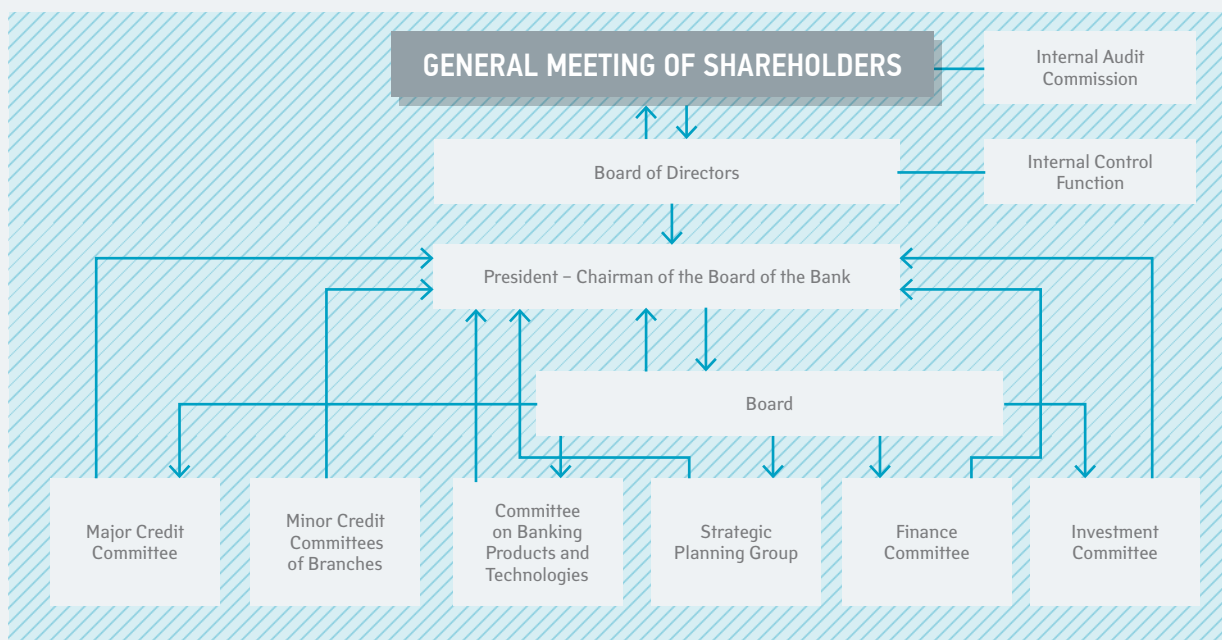 GENERAL MEETING OF SHAREHOLDERS
Internal Audit
Commission
Board of Directors
Internal Control
Function
President – Chairman of the Board of the Bank
Board
Major Credit
Committee
Minor Credit
Committees
of Branches
Committee
on Banking
Products and
Technologies
Strategic
Planning Group
Finance
Committee
Investment
Committee